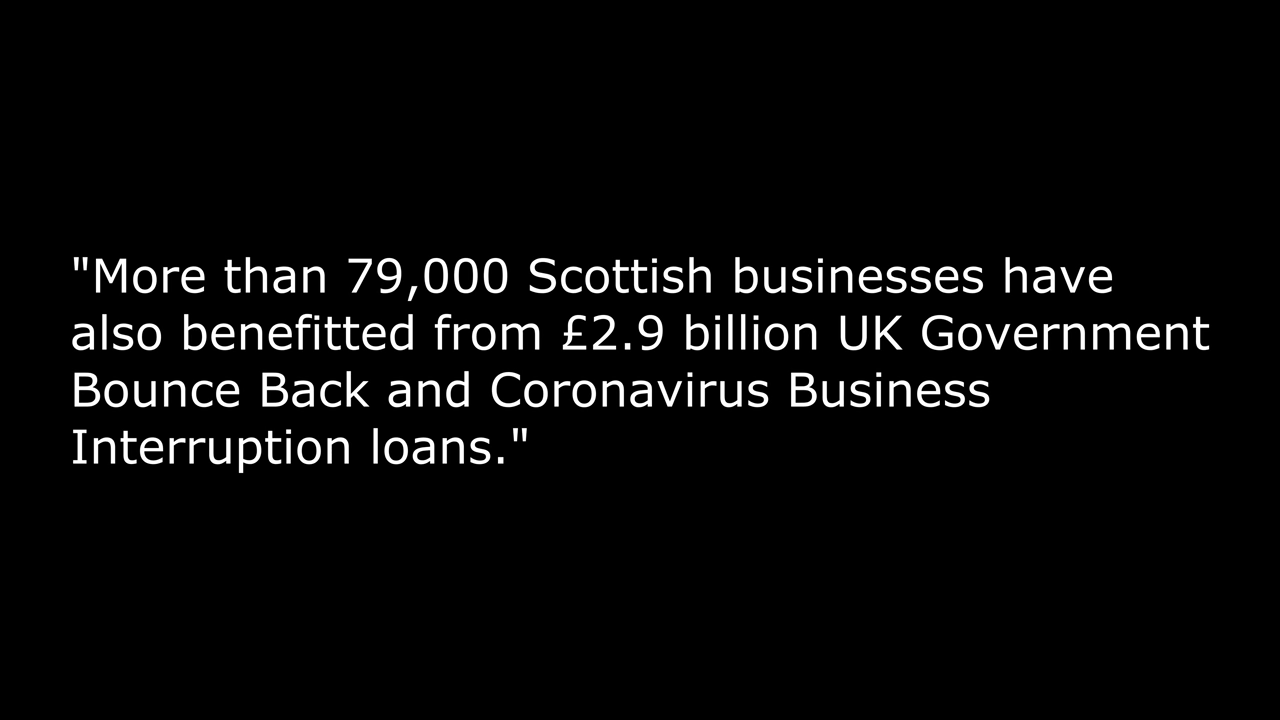 "More than 79,000 Scottish businesses have
also benefitted from £2.9 billion UK Government
Bounce Back and Coronavirus Business
Interruption loans."